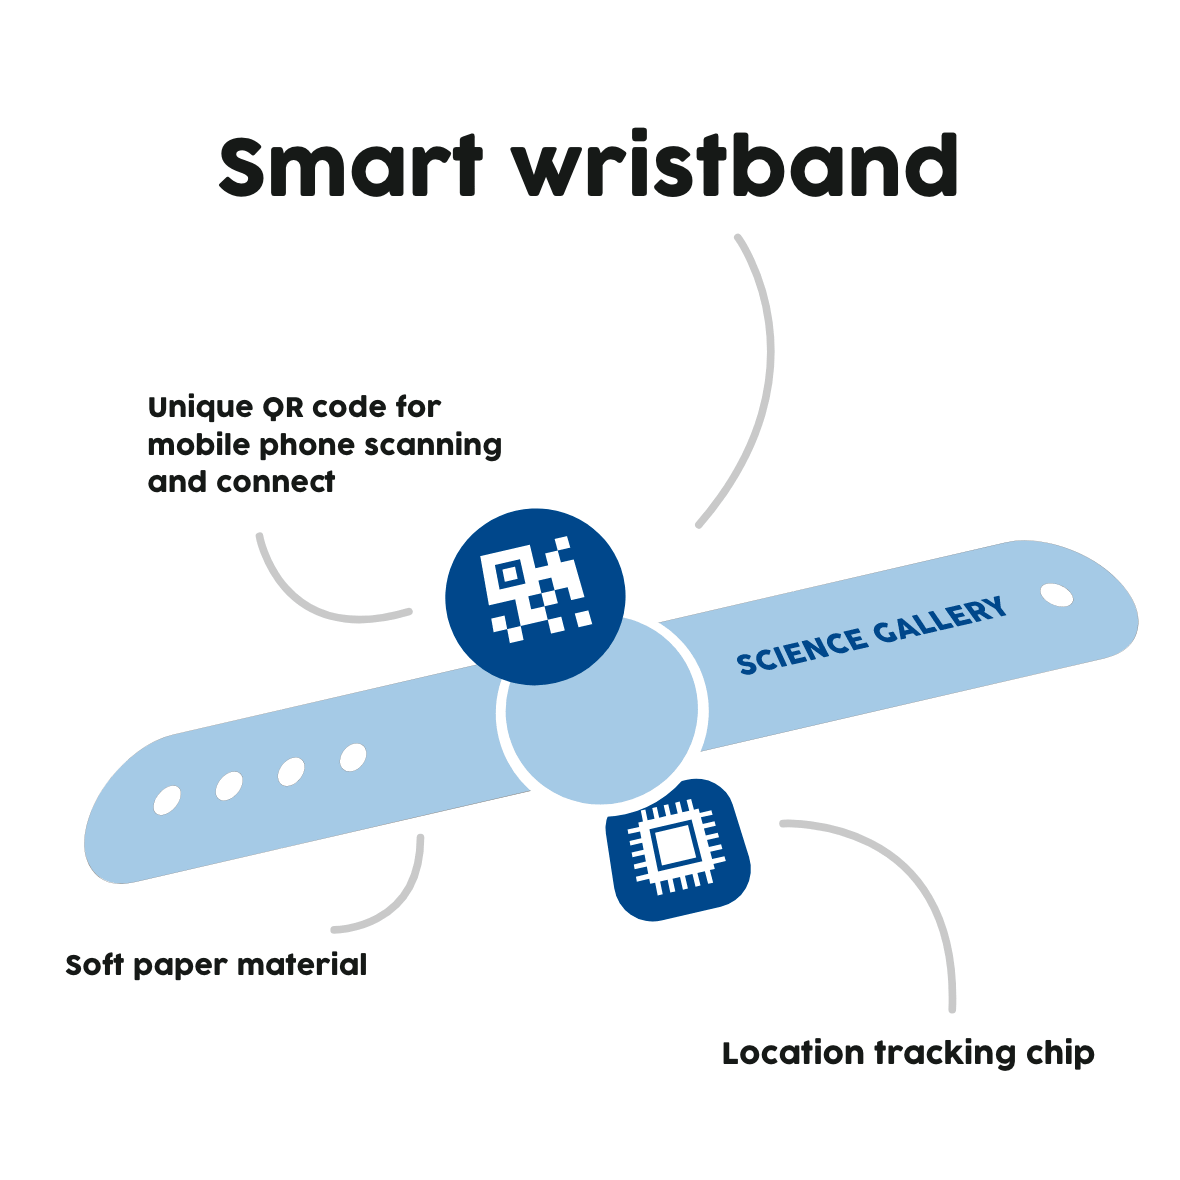 Smart wristband
Unique QR code for
mobile phone scanning
and connect
SCIENCE GALLERY
Soft paper material
Location tracking chip